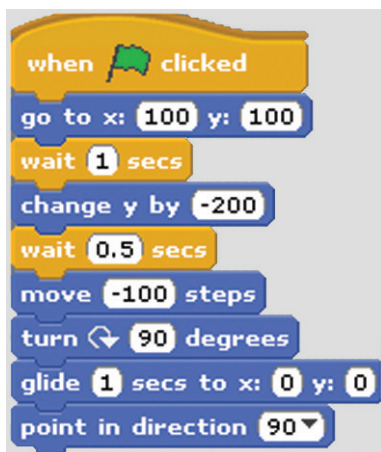 when clicked
go to x: 100 y: 100
wait 1 secs
change y by -200
wait 0.5 secs
move -100 steps
turn 90 degrees
glide 1 secs to x: 0 y: 0
point in direction 90